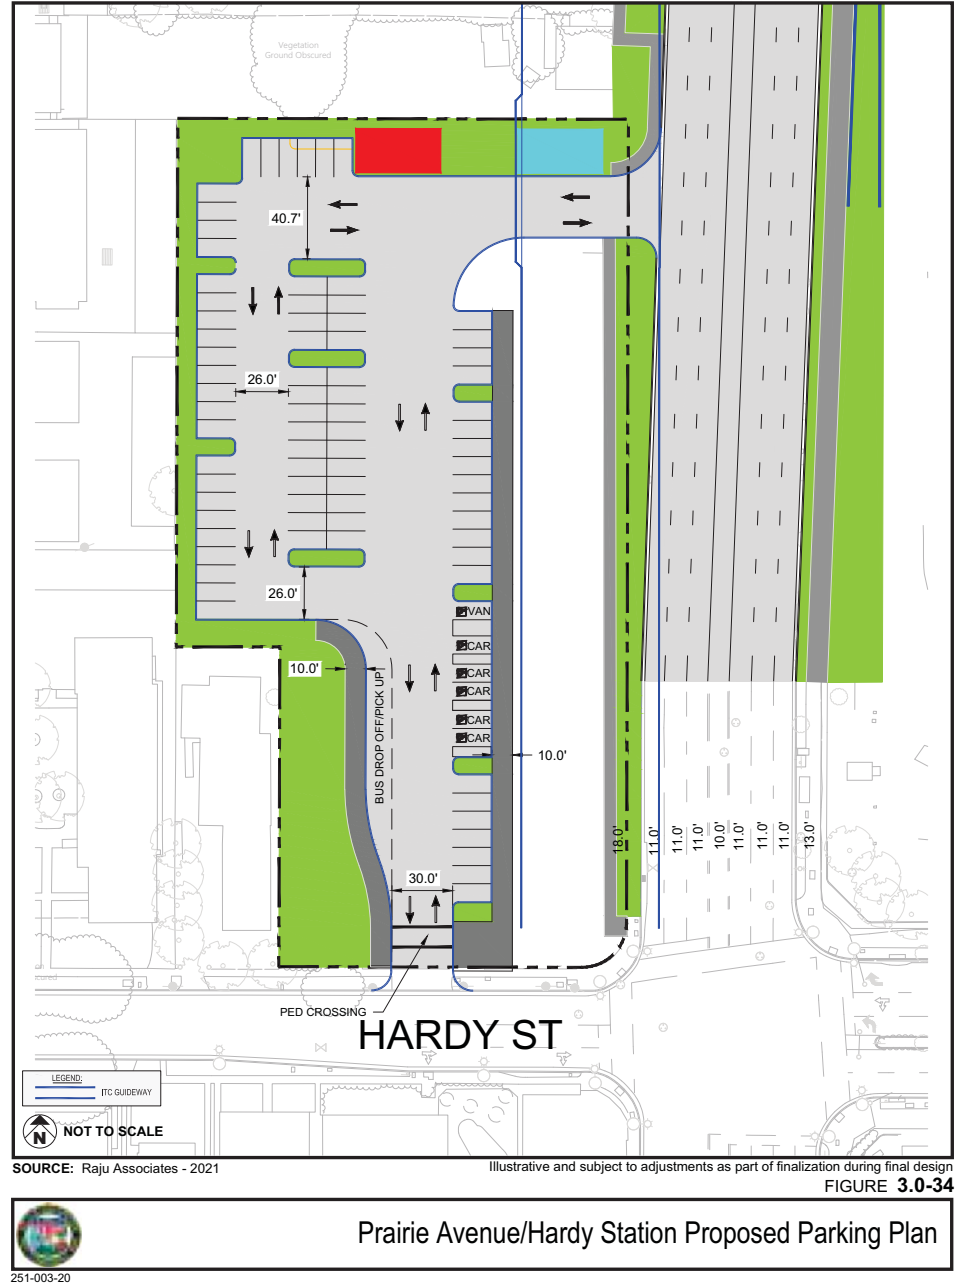 Vegetation
Ground Obscured
40.7'
26.0'
26.0'
VAN
CAR
10.0'
CAR
CAR
BUS DROP OFF/PICK UP
CAR
CAR
10.0'
18.0'
11.0'
11.0'
11.0'
10.0'
11.0'
11.0'
11.0'
13.0'
30.0'
PED CROSSING
HARDY ST
LEGEND:
ITC GUIDEWAY
N
NOT TO SCALE
SOURCE: Raju Associates - 2021
Illustrative and subject to adjustments as part of finalization during final design
FIGURE 3.0-34
Prairie Avenue/Hardy Station Proposed Parking Plan
251-003-20